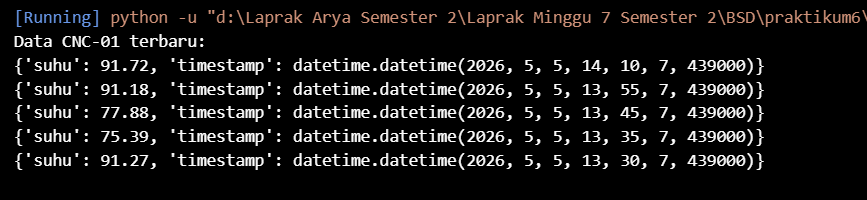 [Running] python -u "d:\Laprak Arya Semester 2\Laprak Minggu 7 Semester 2\BSD\praktikum6\
Data CNC-01 terbaru:
{'suhu': 91.72, 'timestamp': datetime.datetime(2026, 5, 5, 14, 10, 7, 439000)}
{'suhu': 91.18, 'timestamp': datetime.datetime(2026, 5, 5, 13, 55, 7, 439000)}
{'suhu': 77.88, 'timestamp': datetime.datetime(2026, 5, 5, 13, 45, 7, 439000)}
{'suhu': 75.39, 'timestamp': datetime.datetime(2026, 5, 5, 13, 35, 7, 439000)}
{'suhu': 91.27, 'timestamp': datetime.datetime(2026, 5, 5, 13, 30, 7, 439000)}